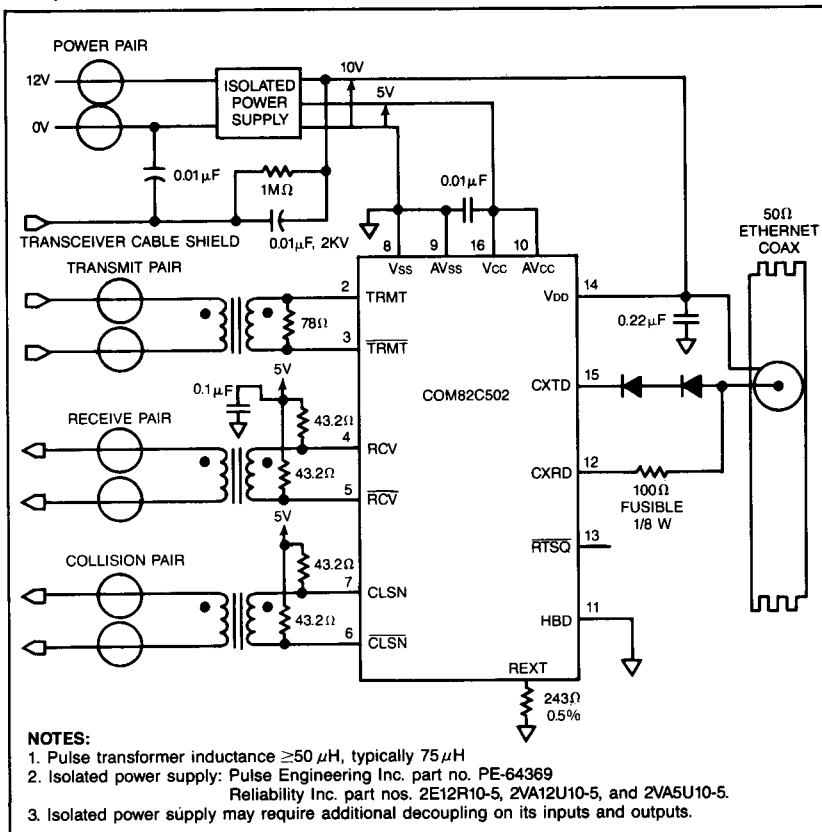 POWER PAIR
12V
0V
ISOLATED
POWER
SUPPLY
10V
5V
0.01μF
1MΩ
0.01μF, 2KV
TRANSCEIVER CABLE SHIELD
0.01μF
8
9
16
10
VSS
AVSS
VCC
AVCC
50Ω
ETHERNET
COAX
TRANSMIT PAIR
2
TRMT
78Ω
3
TRMT
VDD
14
0.22μF
COM82C502
CXTD
15
5V
0.1μF
43.2Ω
RECEIVE PAIR
4
RCV
43.2Ω
5
RCV
CXRD
12
100Ω
FUSIBLE
1/8 W
RTSQ
13
5V
COLLISION PAIR
43.2Ω
7
CLSN
43.2Ω
6
CLSN
HBD
11
REXT
243Ω
0.5%
NOTES:
1. Pulse transformer inductance ≥50 μH, typically 75 μH
2. Isolated power supply: Pulse Engineering Inc. part no. PE-64369
Reliability Inc. part nos. 2E12R10-5, 2VA12U10-5, and 2VA5U10-5.
3. Isolated power supply may require additional decoupling on its inputs and outputs.